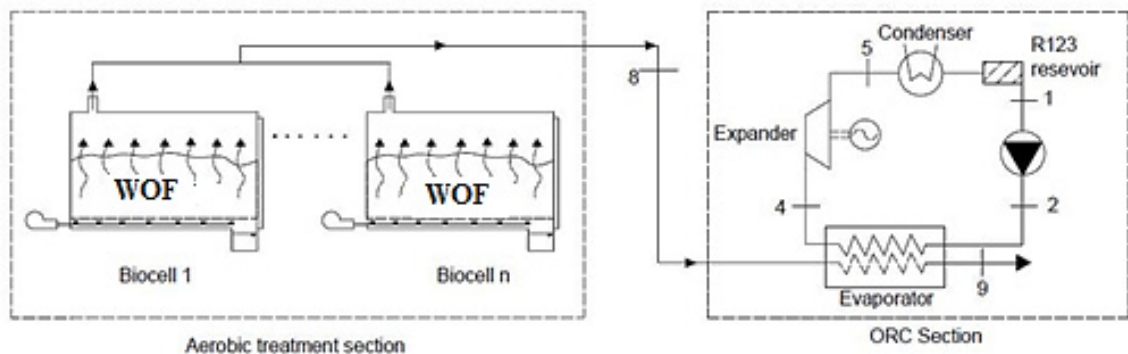 WOF
Biocell 1
WOF
Biocell n
Aerobic treatment section
8
5
Condenser
R123
resevoir
1
Expander
4
2
Evaporator
9
ORC Section